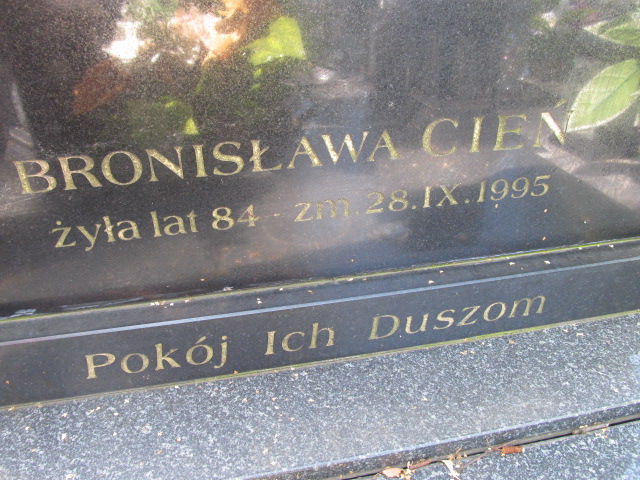 BRONISŁAWA CIEŃ
żyła lat 84 - zm. 28.IX.1995
Pokój Ich Duszom